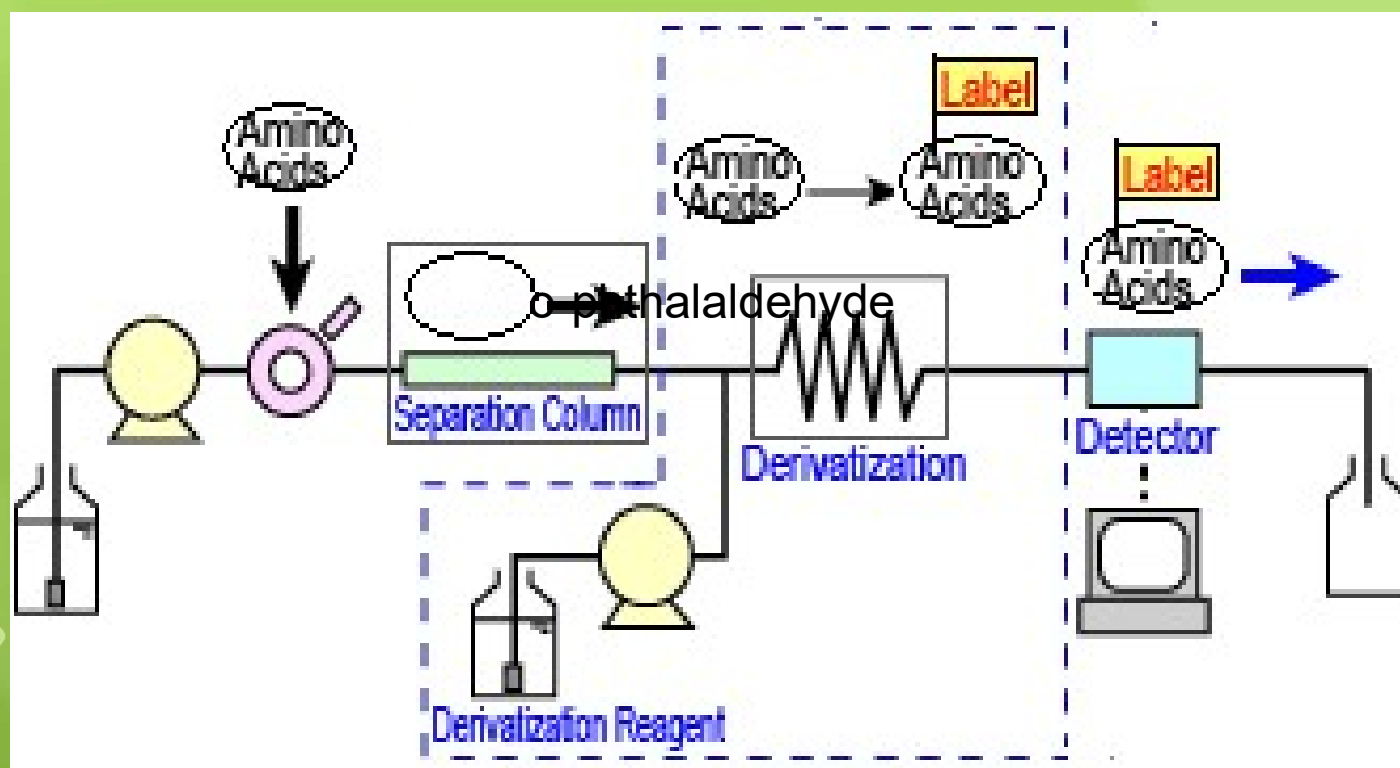 Label
Amino
Acids
Amino
Acids
Amino
Acids
Label
Amino
Acids
o-phthalaldehyde
Separation Column
Derivatization
Detector
Derivatization Reagent